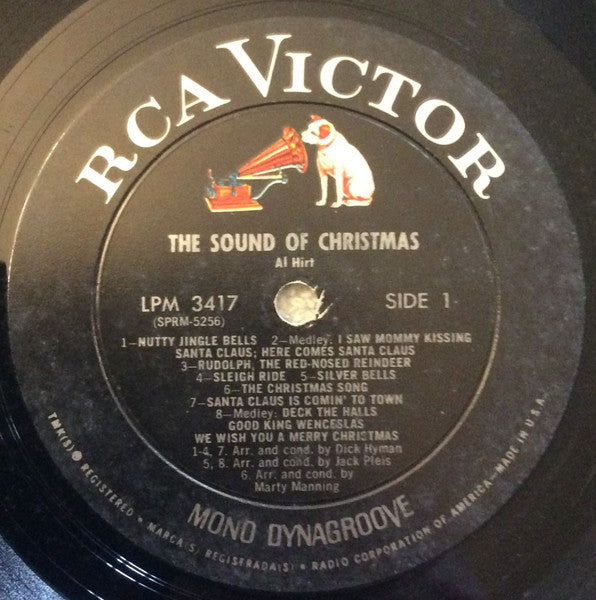 RCA VICTOR
THE SOUND OF CHRISTMAS
Al Hirt
LPM 3417
(SPRM-5256)
SIDE 1
1—NUTTY JINGLE BELLS 2—Medley: I SAW MOMMY KISSING
SANTA CLAUS; HERE COMES SANTA CLAUS
3—RUDOLPH, THE RED-NOSED REINDEER
4—SLEIGH RIDE 5—SILVER BELLS
6—THE CHRISTMAS SONG
7—SANTA CLAUS IS COMIN' TO TOWN
8—Medley: DECK THE HALLS
GOOD KING WENCESLAS
WE WISH YOU A MERRY CHRISTMAS
1-4, 7. Arr. and cond. by Dick Hyman
5, 8. Arr. and cond. by Jack Pleis
6. Arr. and cond. by
Marty Manning
MONO DYNAGROOVE
TMK(S) ® REGISTERED • MARCA(S) REGISTRADA(S) • RADIO CORPORATION OF AMERICA—MADE IN U.S.A.